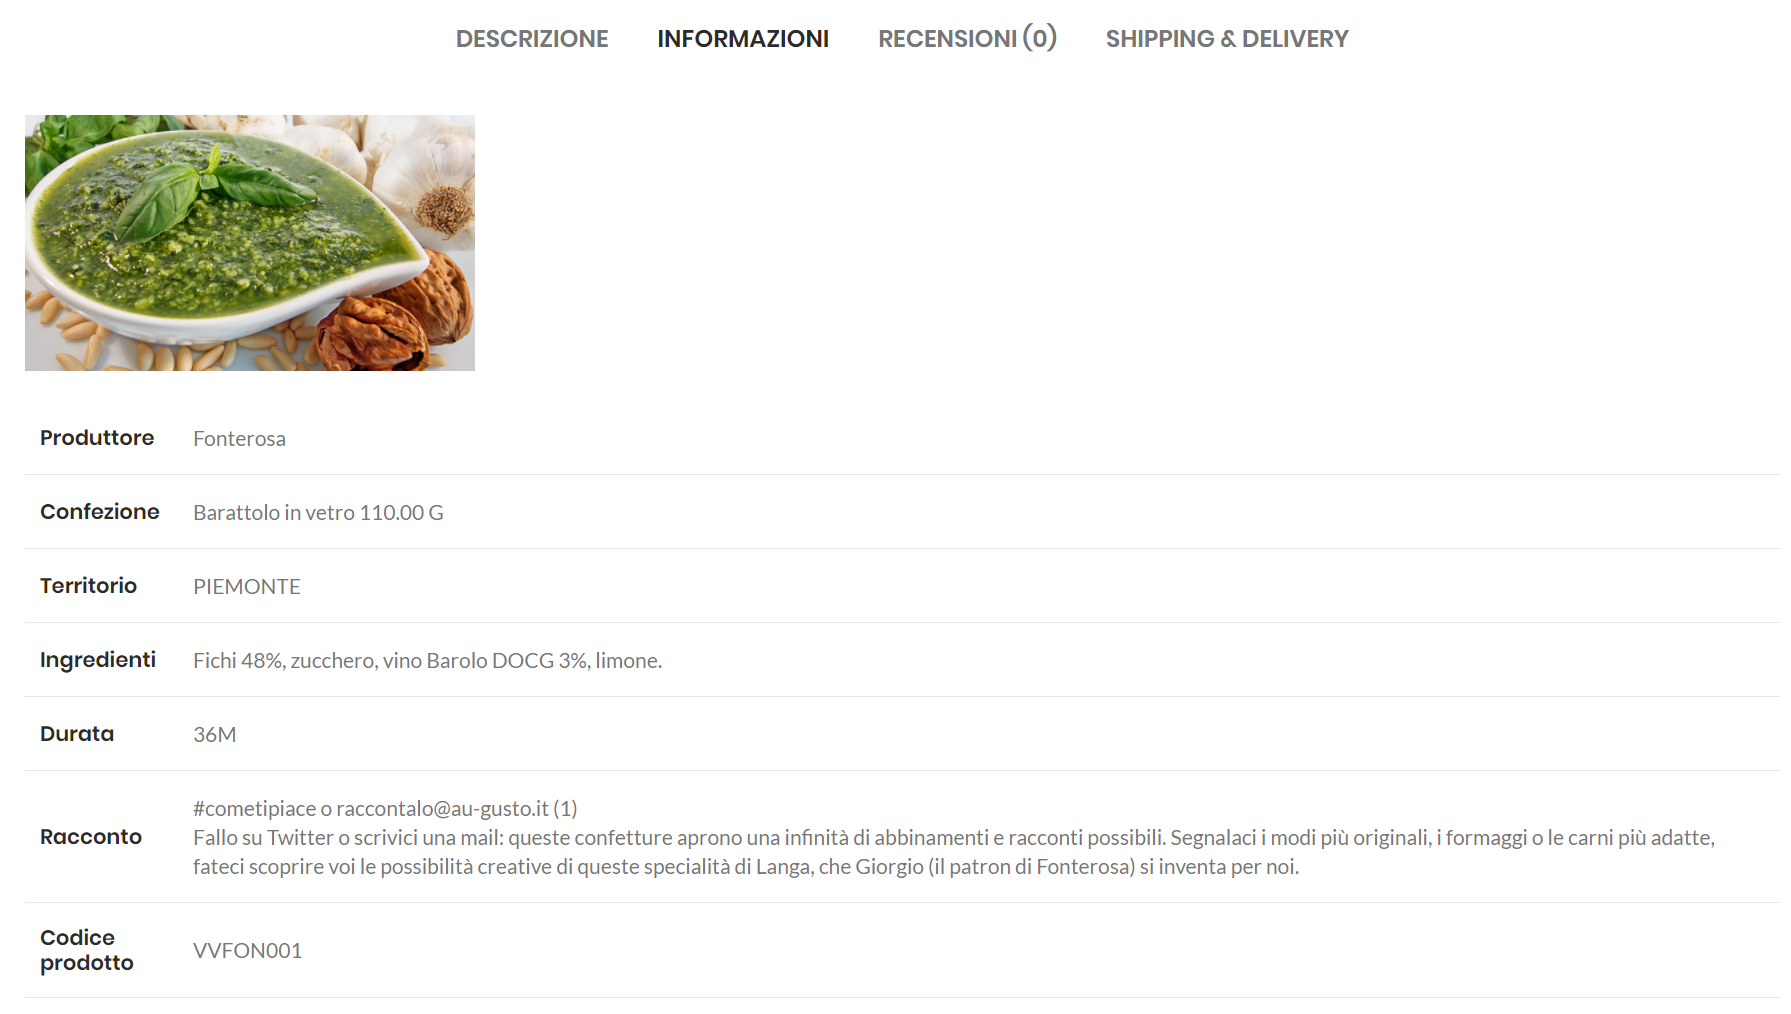 DESCRIZIONE INFORMAZIONI RECENSIONI (0) SHIPPING & DELIVERY
Produttore Fonterosa
Confezione Barattolo in vetro 110.00 G
Territorio PIEMONTE
Ingredienti Fichi 48%, zucchero, vino Barolo DOCG 3%, limone.
Durata 36M
Racconto
#cometipiace o raccontalo@au-gusto.it (1)
Fallo su Twitter o scrivici una mail: queste confetture aprono una infinità di abbinamenti e racconti possibili. Segnalaci i modi più originali, i formaggi o le carni più adatte,
fateci scoprire voi le possibilità creative di queste specialità di Langa, che Giorgio (il patron di Fonterosa) si inventa per noi.
Codice
prodotto
VVFON001